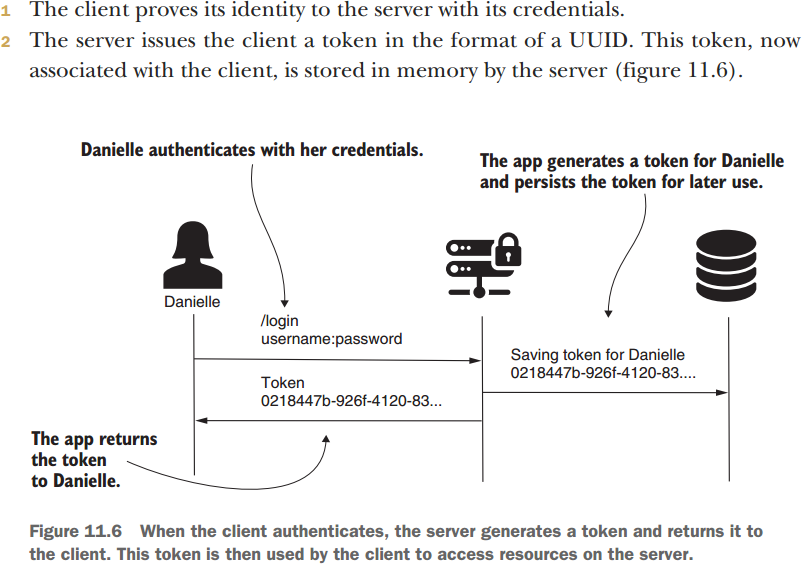 1 The client proves its identity to the server with its credentials.
2 The server issues the client a token in the format of a UUID. This token, now
associated with the client, is stored in memory by the server (figure 11.6).
Danielle authenticates with her credentials.
The app generates a token for Danielle
and persists the token for later use.
Danielle
/login
username:password
Saving token for Danielle
0218447b-926f-4120-83....
Token
0218447b-926f-4120-83...
The app returns
the token
to Danielle.
Figure 11.6 When the client authenticates, the server generates a token and returns it to
the client. This token is then used by the client to access resources on the server.